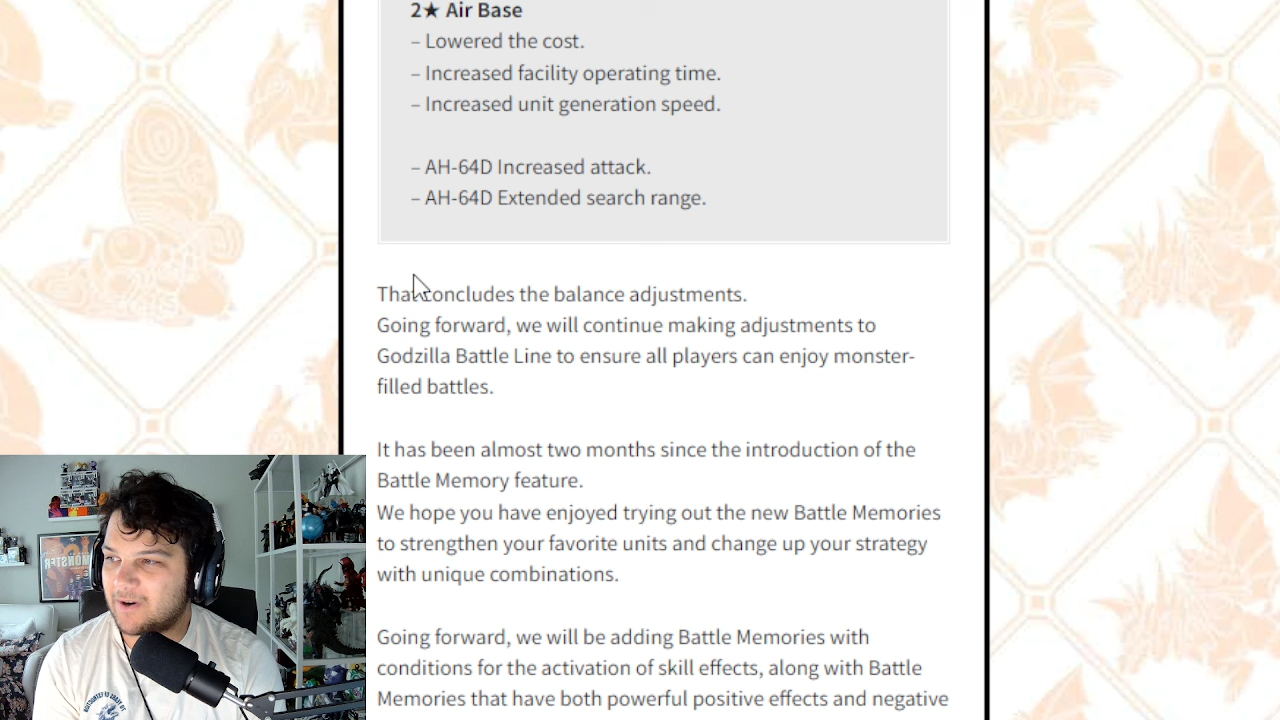 2★ Air Base
– Lowered the cost.
– Increased facility operating time.
– Increased unit generation speed.
– AH-64D Increased attack.
– AH-64D Extended search range.
That concludes the balance adjustments.
Going forward, we will continue making adjustments to
Godzilla Battle Line to ensure all players can enjoy monster-
filled battles.
It has been almost two months since the introduction of the
Battle Memory feature.
We hope you have enjoyed trying out the new Battle Memories
to strengthen your favorite units and change up your strategy
with unique combinations.
Going forward, we will be adding Battle Memories with
conditions for the activation of skill effects, along with Battle
Memories that have both powerful positive effects and negative